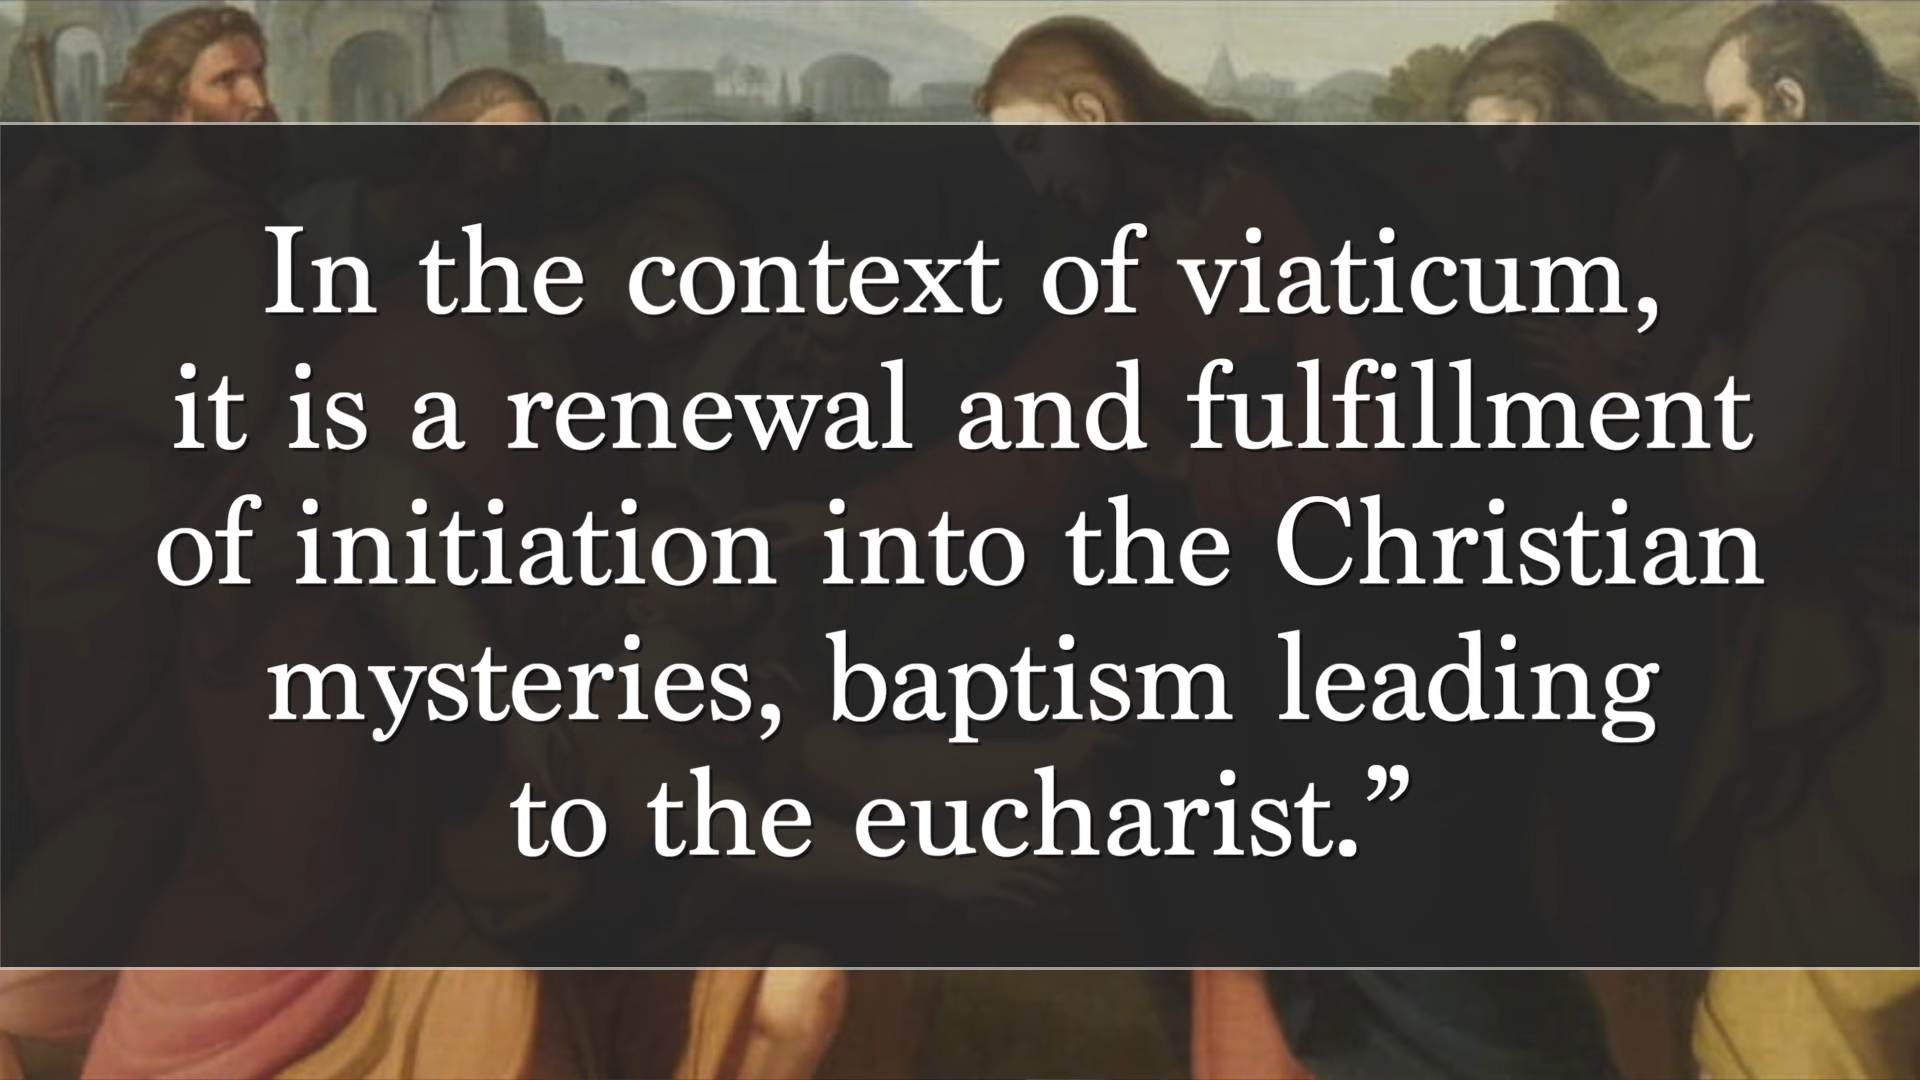 In the context of viaticum,
it is a renewal and fulfillment
of initiation into the Christian
mysteries, baptism leading
to the eucharist.”